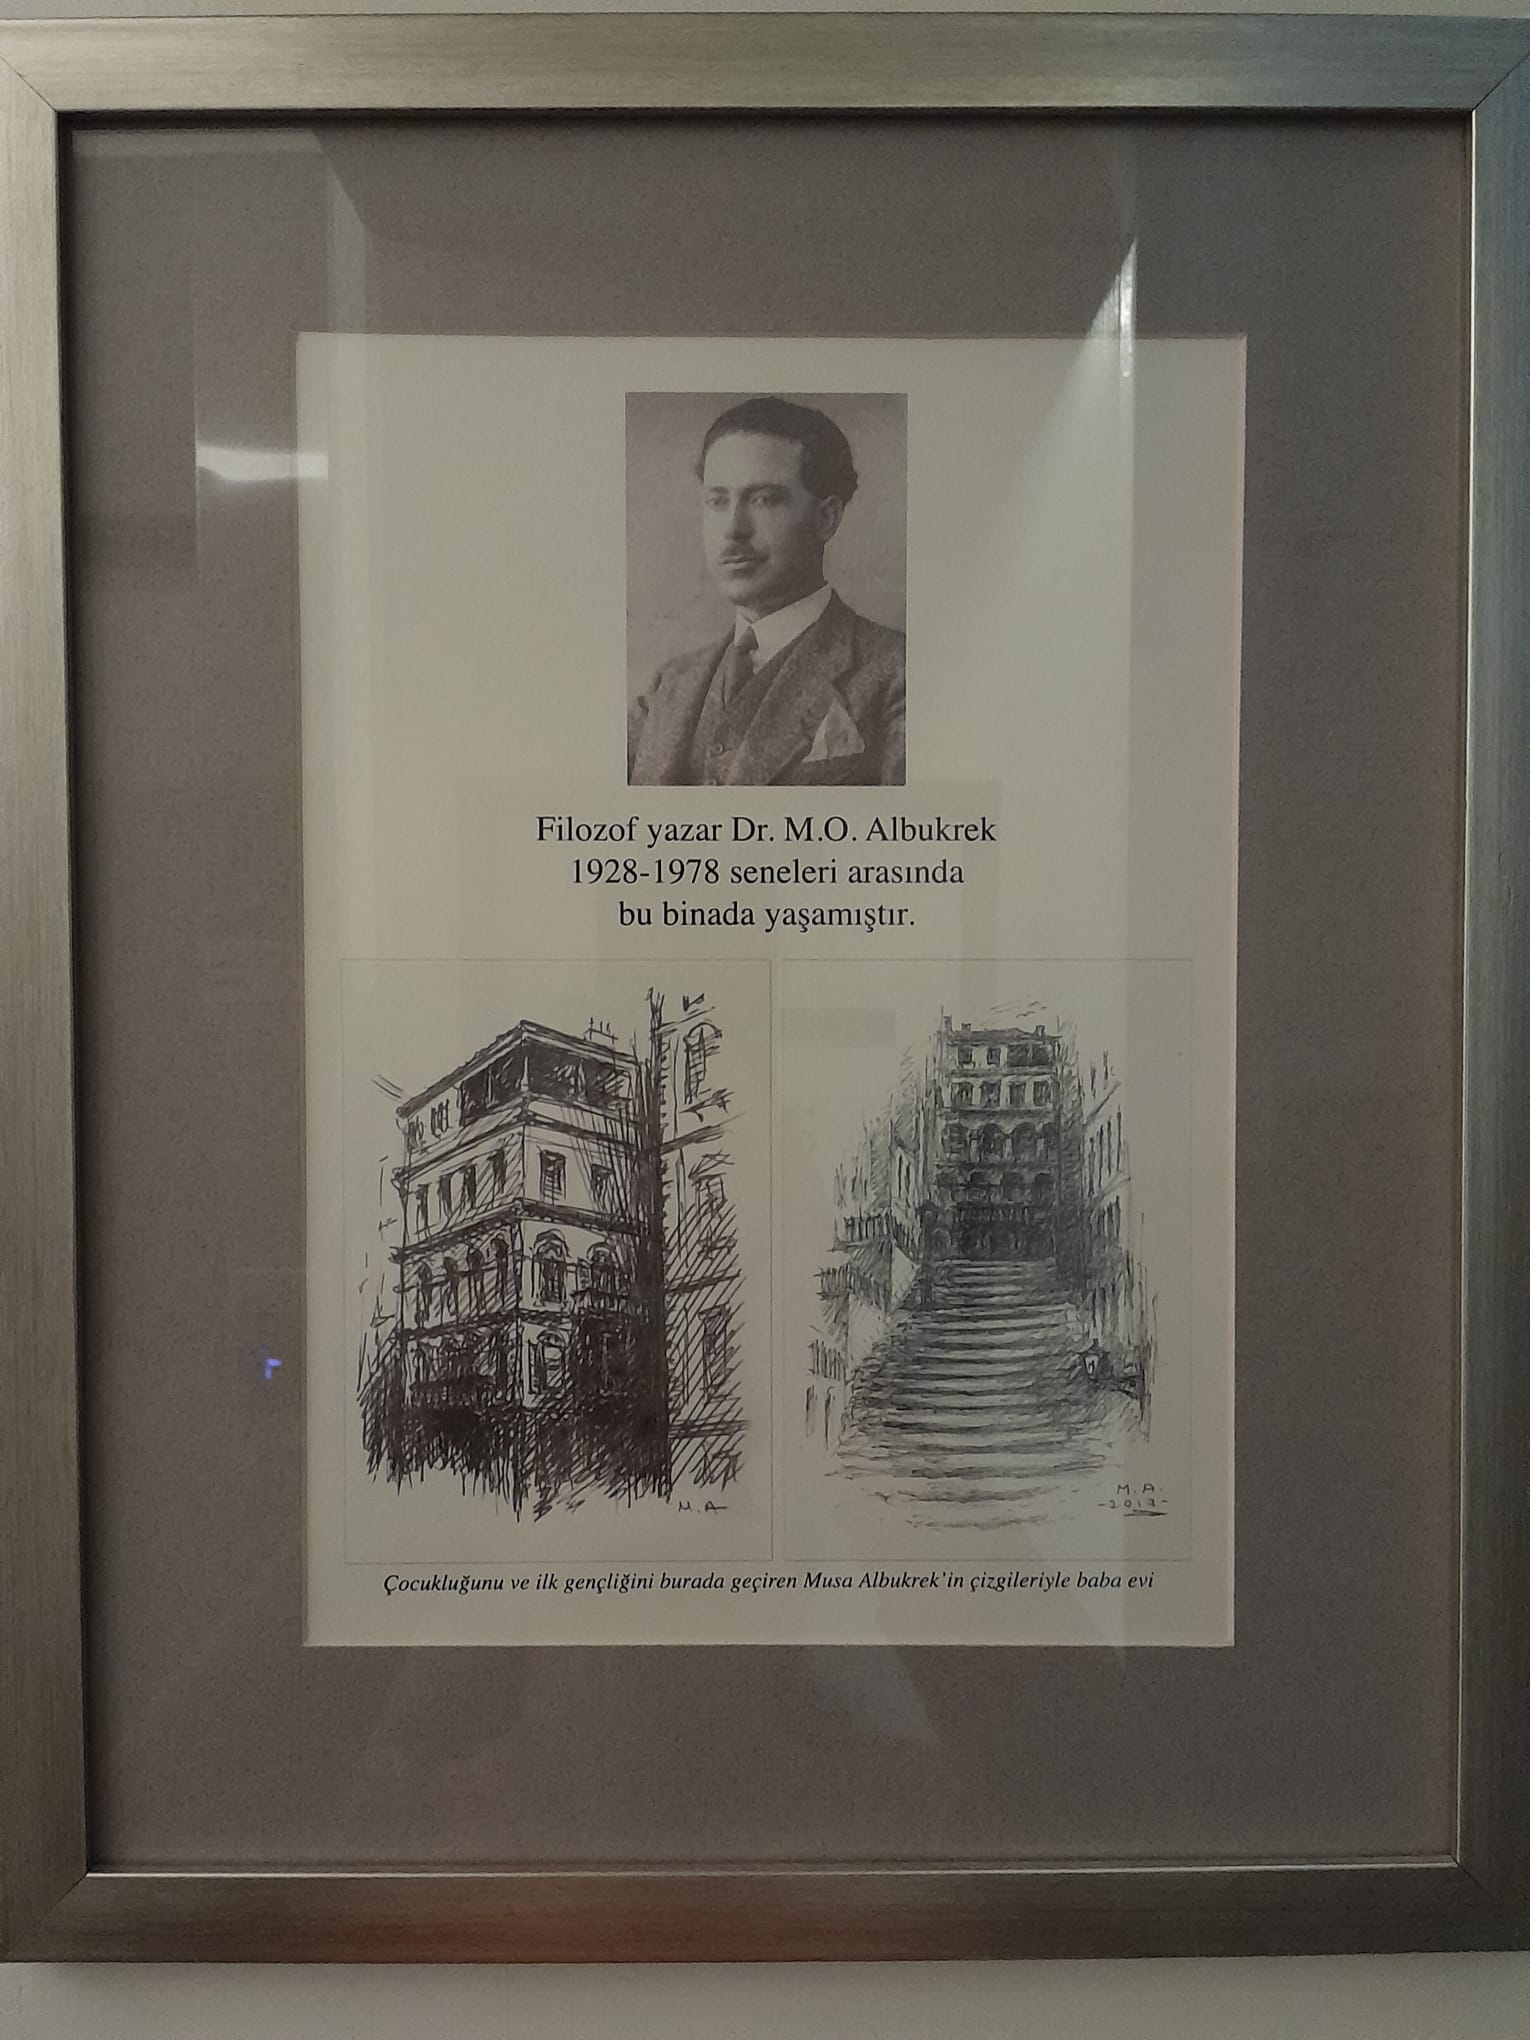 Filozof yazar Dr. M.O. Albukrek
1928-1978 seneleri arasında
bu binada yaşamıştır.
M.A
M.A.
-2013-
Çocukluğunu ve ilk gençliğini burada geçiren Musa Albukrek'in çizgileriyle baba evi